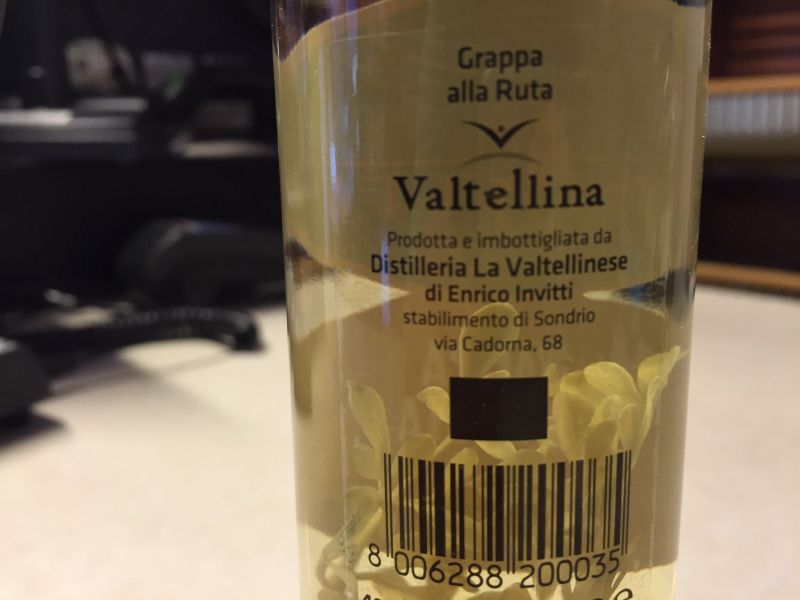 Grappa
alla Ruta
Valtellina
Prodotta e imbottigliata da
Distilleria La Valtellinese
di Enrico Invitti
stabilimento di Sondrio
via Cadorna, 68
8 006288 200035